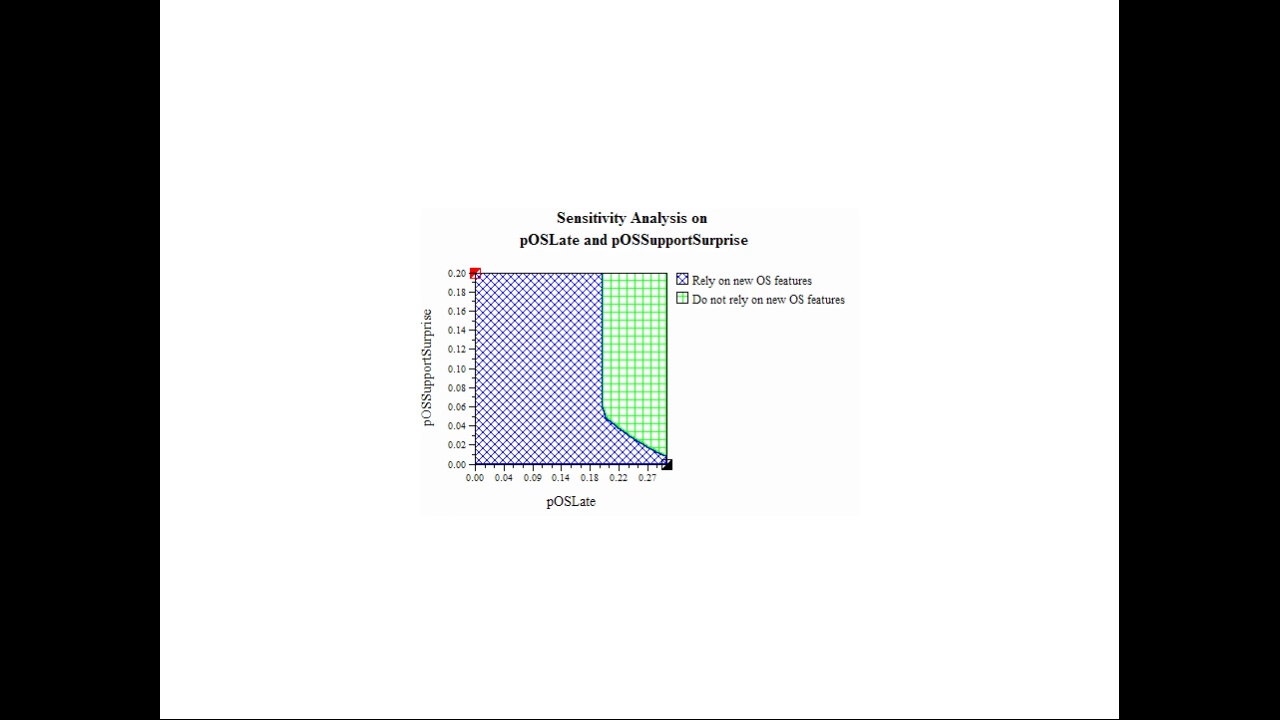 Sensitivity Analysis on
pOSLate and pOSSupportSurprise
Rely on new OS features
Do not rely on new OS features
pOSSupportSurprise
0.20
0.18
0.16
0.14
0.12
0.10
0.08
0.06
0.04
0.02
0.00
0.00 0.04 0.09 0.14 0.18 0.22 0.27
pOSLate